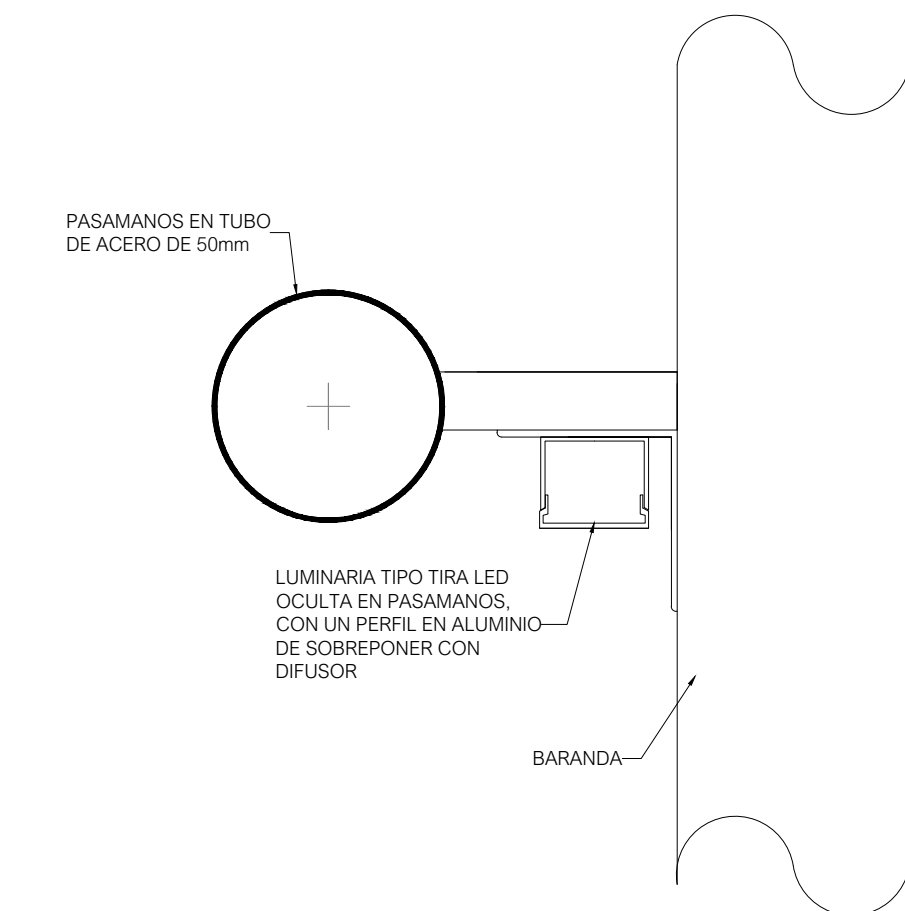 PASAMANOS EN TUBO
DE ACERO DE 50mm
LUMINARIA TIPO TIRA LED
OCULTA EN PASAMANOS,
CON UN PERFIL EN ALUMINIO
DE SOBREPONER CON
DIFUSOR
BARANDA